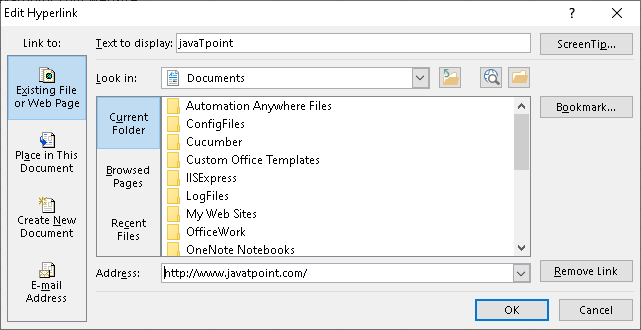 Edit Hyperlink
? X
Link to:
Text to display: javaTpoint
ScreenTip...
Existing File
or Web Page
Look in: Documents
Current
Folder
Automation Anywhere Files
ConfigFiles
Cucumber
Custom Office Templates
IISExpress
LogFiles
My Web Sites
OfficeWork
OneNote Notebooks
Bookmark...
Place in This
Document
Browsed
Pages
Create New
Document
Recent
Files
E-mail
Address
Address: http://www.javatpoint.com/
Remove Link
OK
Cancel